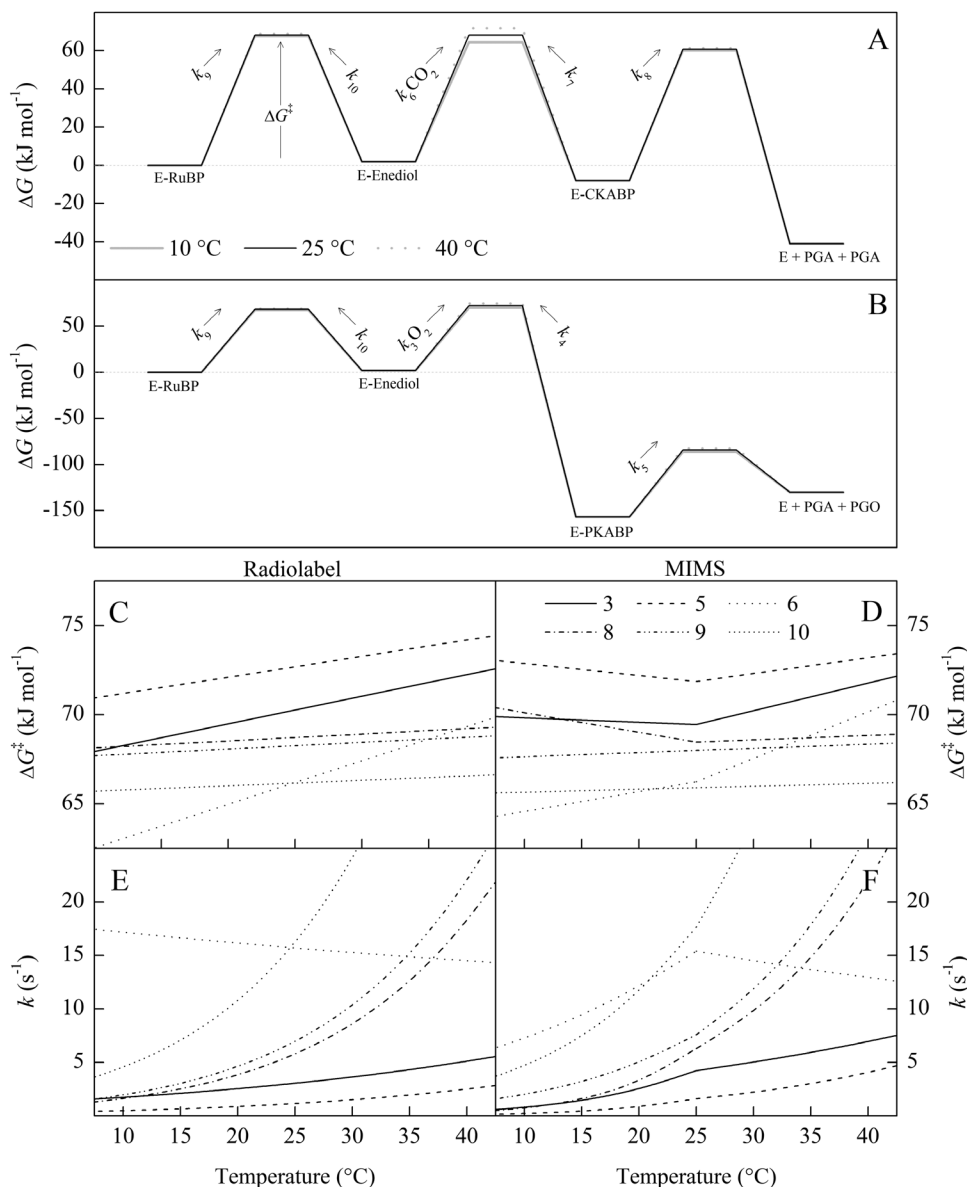 A
60
40
20
0
-20
-40
ΔG (kJ mol⁻¹)
k₉
ΔG‡
k₁₀
k₆CO₂
k₇
k₈
E-RuBP
E-Enediol
E-CKABP
E + PGA + PGA
10 °C 25 °C 40 °C
B
50
0
-50
-100
-150
ΔG (kJ mol⁻¹)
k₉
k₁₀
k₃O₂
k₄
k₅
E-RuBP
E-Enediol
E-PKABP
E + PGA + PGO
Radiolabel MIMS
C
75
70
65
ΔG‡ (kJ mol⁻¹)
3 5 6
8 9 10
D
75
70
65
ΔG‡ (kJ mol⁻¹)
E
20
15
10
5
k (s⁻¹)
F
20
15
10
5
k (s⁻¹)
10 15 20 25 30 35 40
10 15 20 25 30 35 40
Temperature (°C) Temperature (°C)